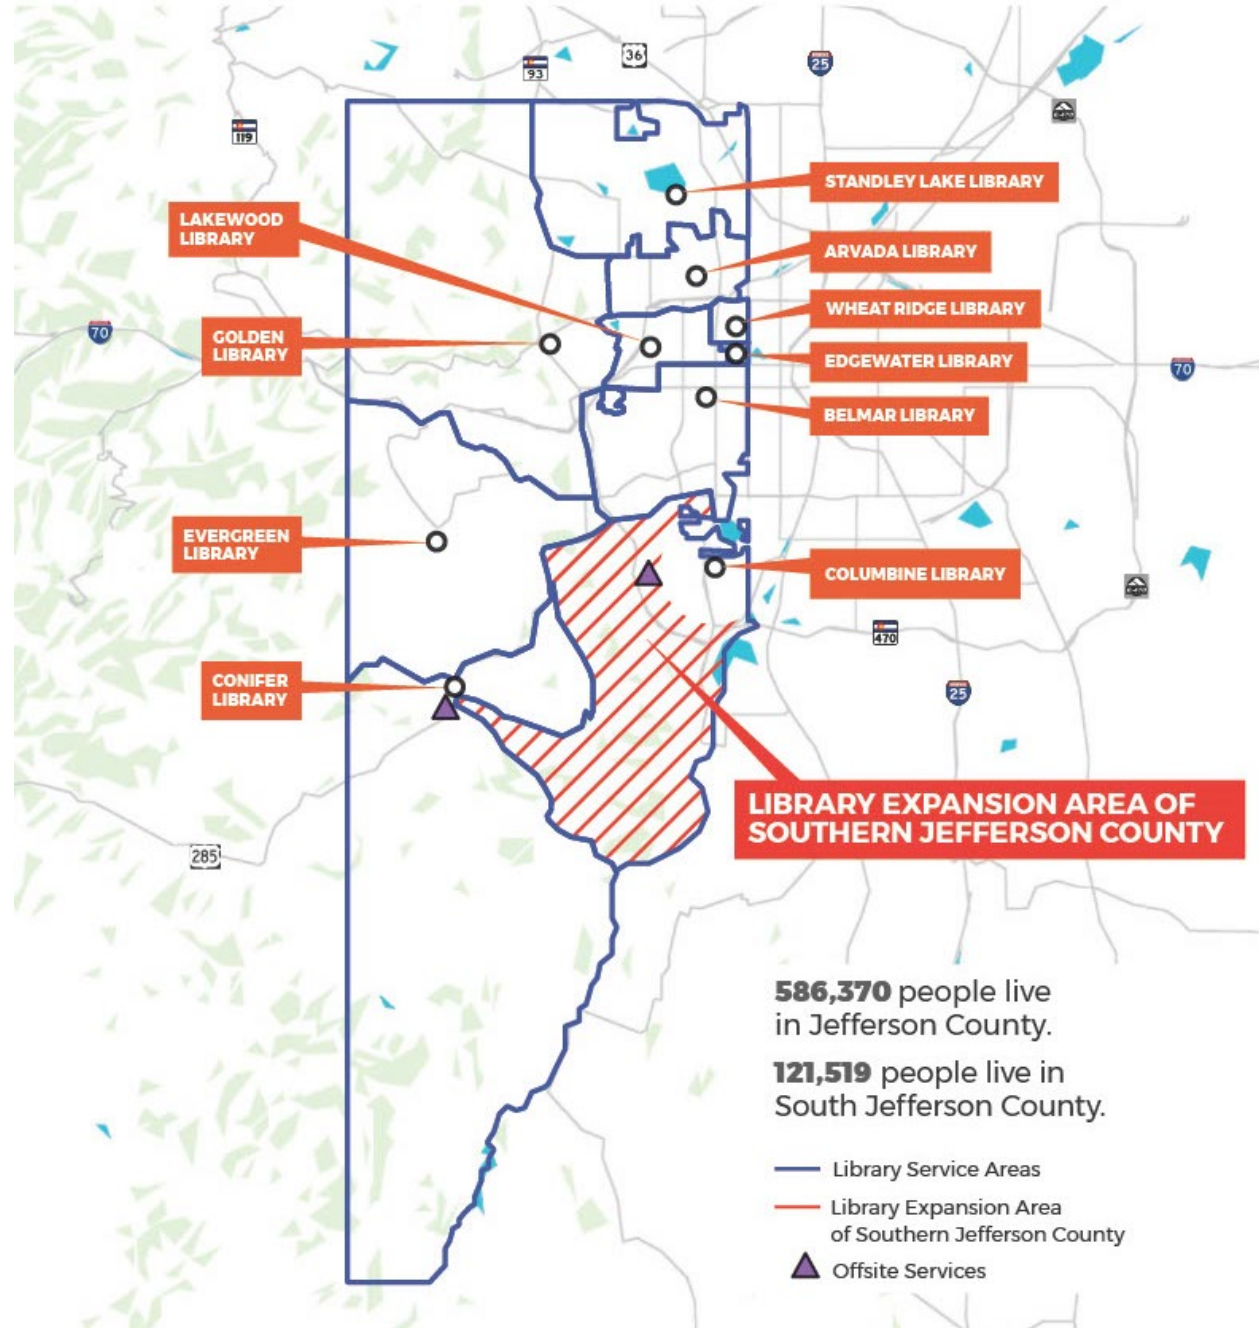 36
25
93
119
STANDLEY LAKE LIBRARY
LAKEWOOD
LIBRARY
ARVADA LIBRARY
WHEAT RIDGE LIBRARY
70
GOLDEN
LIBRARY
EDGEWATER LIBRARY
70
BELMAR LIBRARY
EVERGREEN
LIBRARY
COLUMBINE LIBRARY
470
CONIFER
LIBRARY
25
LIBRARY EXPANSION AREA OF
SOUTHERN JEFFERSON COUNTY
285
586,370 people live
in Jefferson County.
121,519 people live in
South Jefferson County.
Library Service Areas
Library Expansion Area
of Southern Jefferson County
Offsite Services